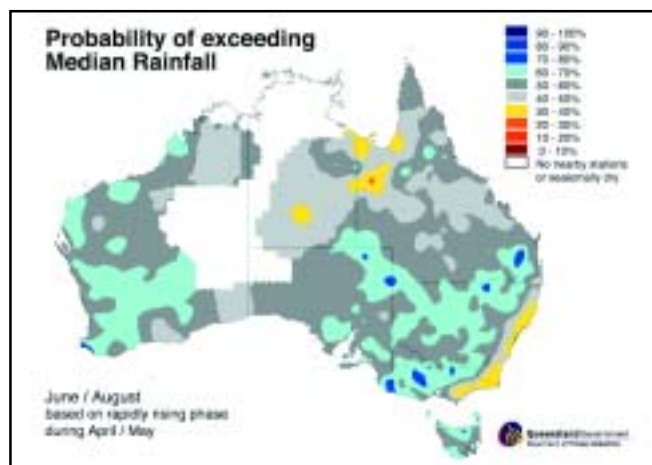 Probability of exceeding
Median Rainfall
90 - 100%
80 - 90%
70 - 80%
60 - 70%
50 - 60%
40 - 50%
30 - 40%
20 - 30%
10 - 20%
0 - 10%
No nearby stations
or seasonally dry
June / August
based on rapidly rising phase
during April / May
Queensland Government